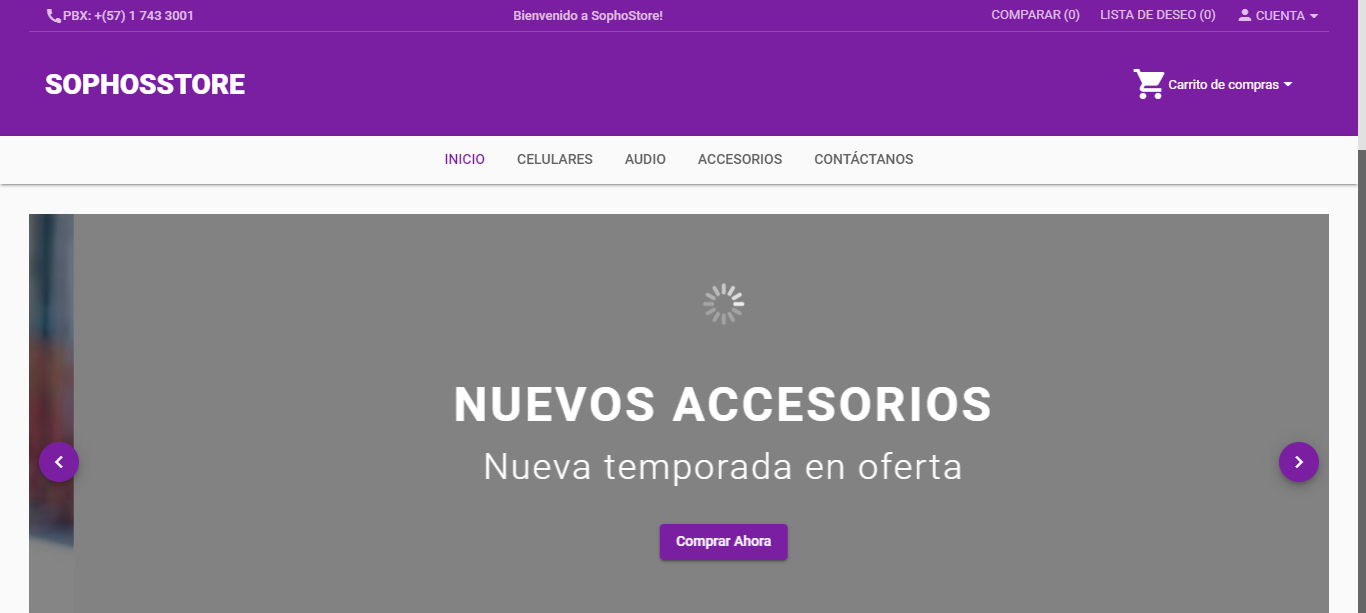 PBX: +(57) 1 743 3001
Bienvenido a SophoStore!
COMPARAR (0)
LISTA DE DESEO (0)
CUENTA
SOPHOSSTORE
Carrito de compras
INICIO
CELULARES
AUDIO
ACCESORIOS
CONTÁCTANOS
NUEVOS ACCESORIOS
Nueva temporada en oferta
Comprar Ahora